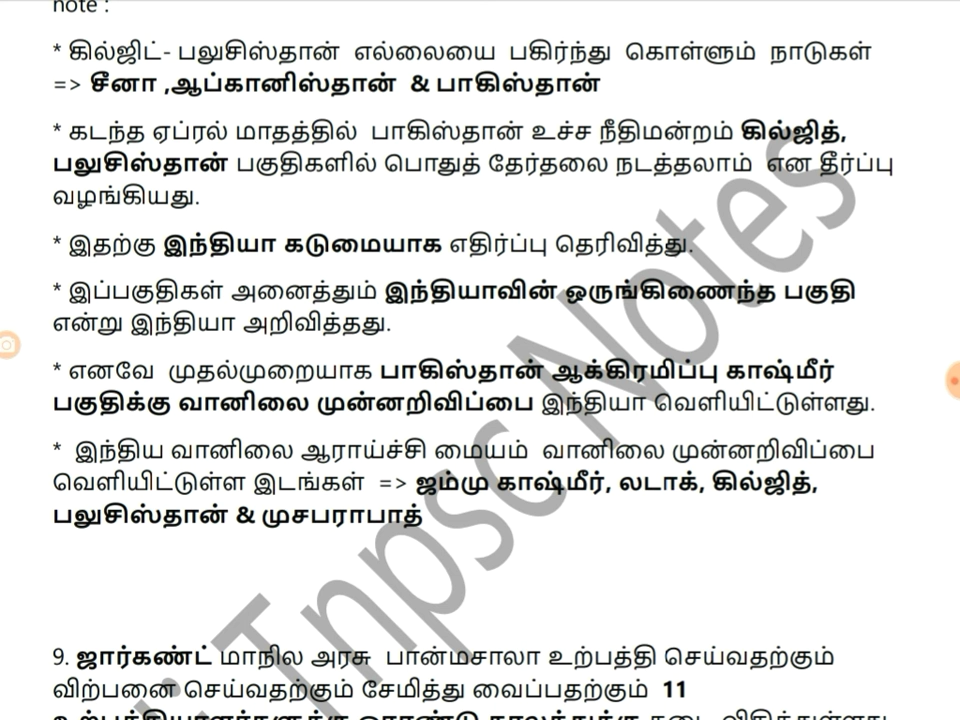 note :
* கில்ஜிட்- பலுசிஸ்தான் எல்லையை பகிர்ந்து கொள்ளும் நாடுகள்
=> சீனா ,ஆப்கானிஸ்தான் & பாகிஸ்தான்
* கடந்த ஏப்ரல் மாதத்தில் பாகிஸ்தான் உச்ச நீதிமன்றம் கில்ஜித்,
பலுசிஸ்தான் பகுதிகளில் பொதுத் தேர்தலை நடத்தலாம் என தீர்ப்பு
வழங்கியது.
* இதற்கு இந்தியா கடுமையாக எதிர்ப்பு தெரிவித்து.
* இப்பகுதிகள் அனைத்தும் இந்தியாவின் ஒருங்கிணைந்த பகுதி
என்று இந்தியா அறிவித்தது.
* எனவே முதல்முறையாக பாகிஸ்தான் ஆக்கிரமிப்பு காஷ்மீர்
பகுதிக்கு வானிலை முன்னறிவிப்பை இந்தியா வெளியிட்டுள்ளது.
* இந்திய வானிலை ஆராய்ச்சி மையம் வானிலை முன்னறிவிப்பை
வெளியிட்டுள்ள இடங்கள் => ஜம்மு காஷ்மீர், லடாக், கில்ஜித்,
பலுசிஸ்தான் & முசபராபாத்
Tnpsc Notes
9. ஜார்கண்ட் மாநில அரசு பான்மசாலா உற்பத்தி செய்வதற்கும்
விற்பனை செய்வதற்கும் சேமித்து வைப்பதற்கும் 11